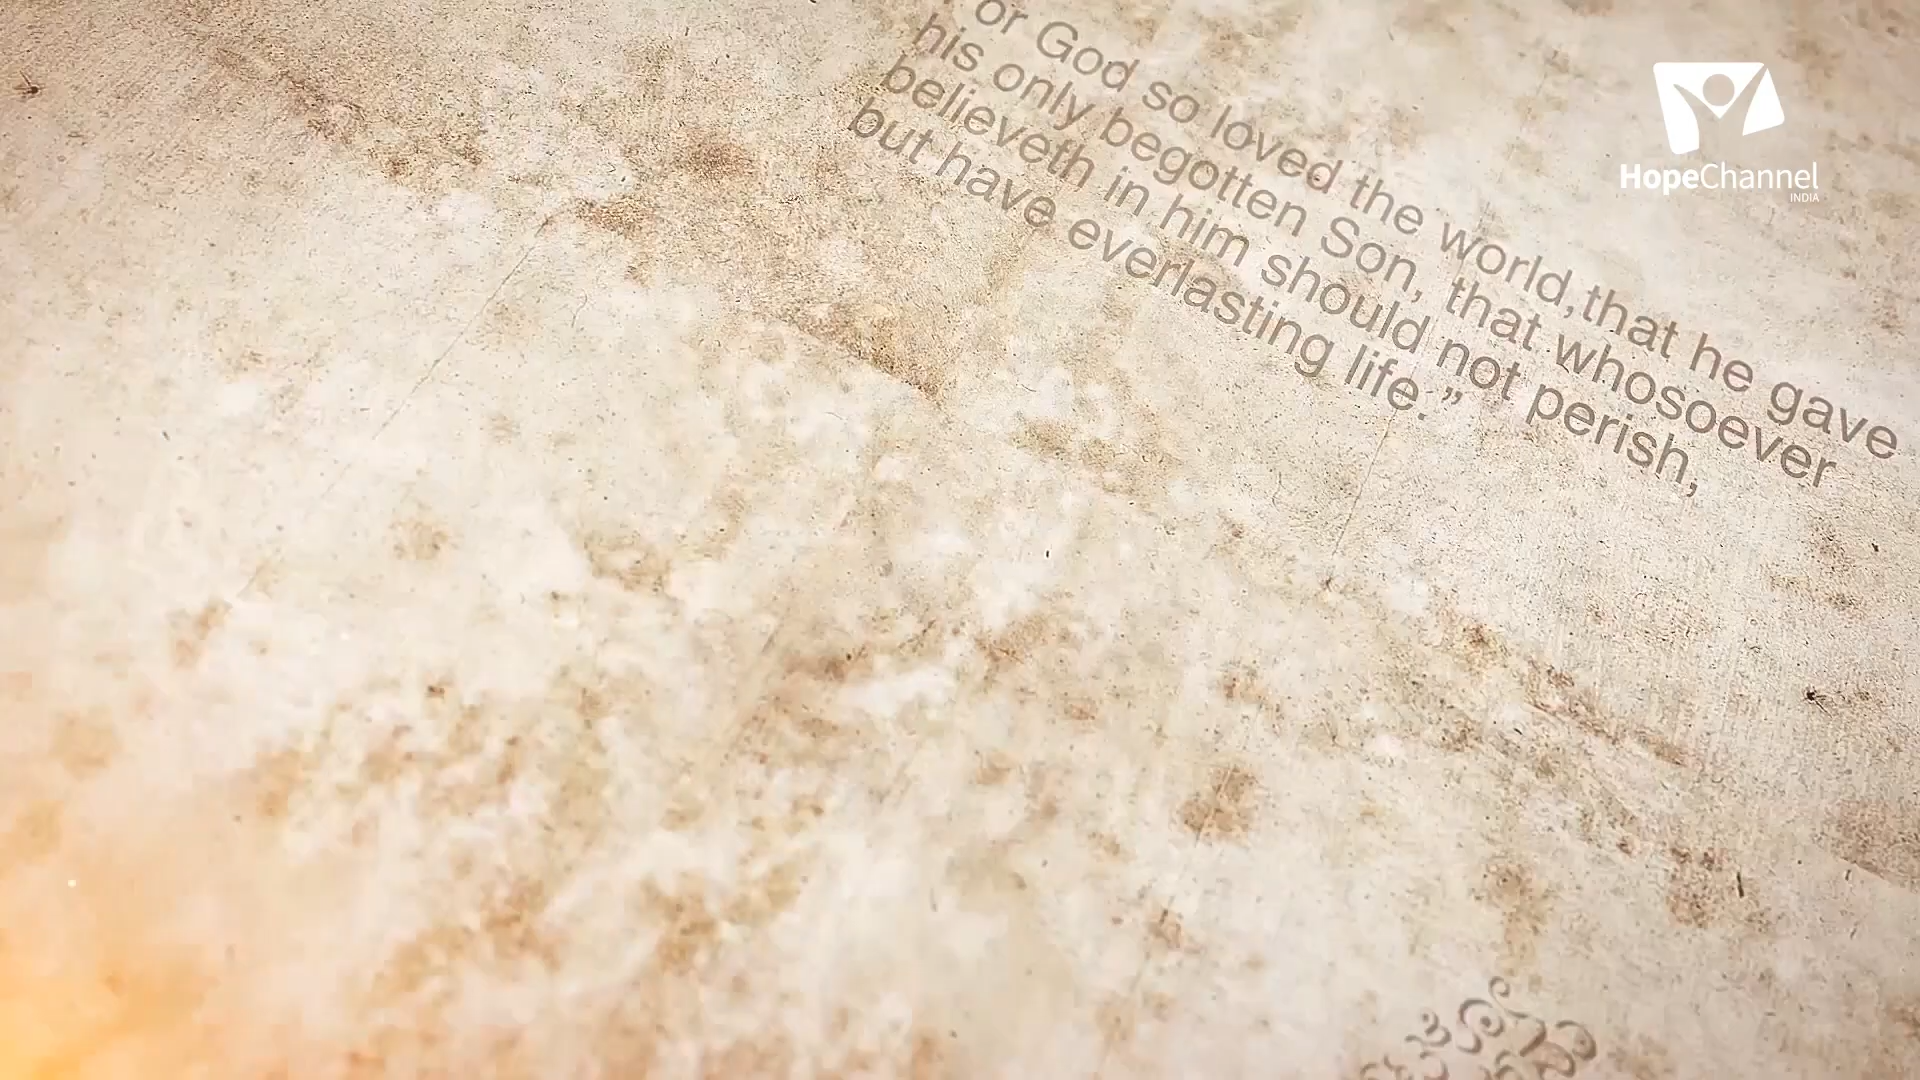 or God so loved the world,that he gave
his only begotten Son, that whosoever
believeth in him should not perish,
but have everlasting life.”
HopeChannel
INDIA